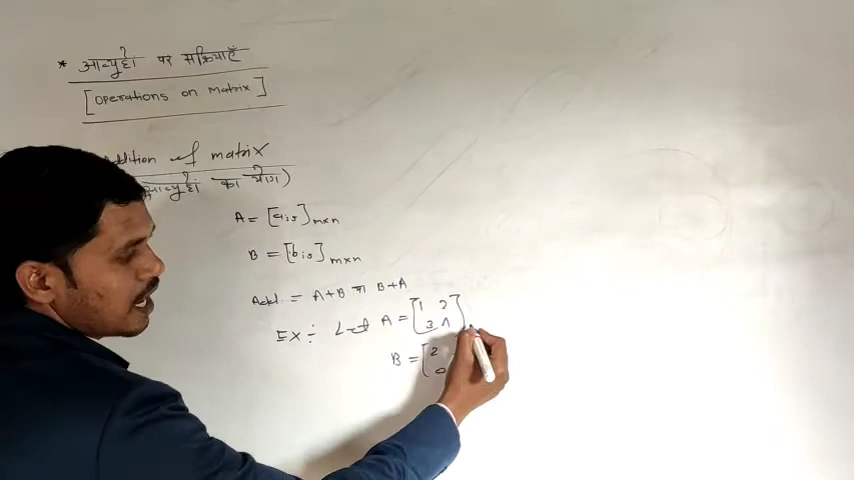 * आव्यूहों पर संक्रियाएँ
[Operations on Matrix]
Addition of matrix
आव्यूहों का योग)
A = [aij]m×n
B = [bij]m×n
Add = A+B या B+A
Ex ÷ Let A = [1 2
3 1
B = [2
0